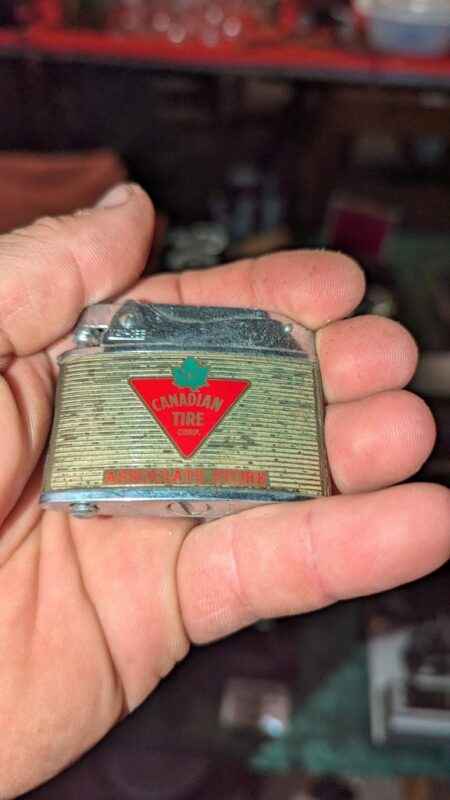 CANADIAN
TIRE
CORP.
ASSOCIATE STORE